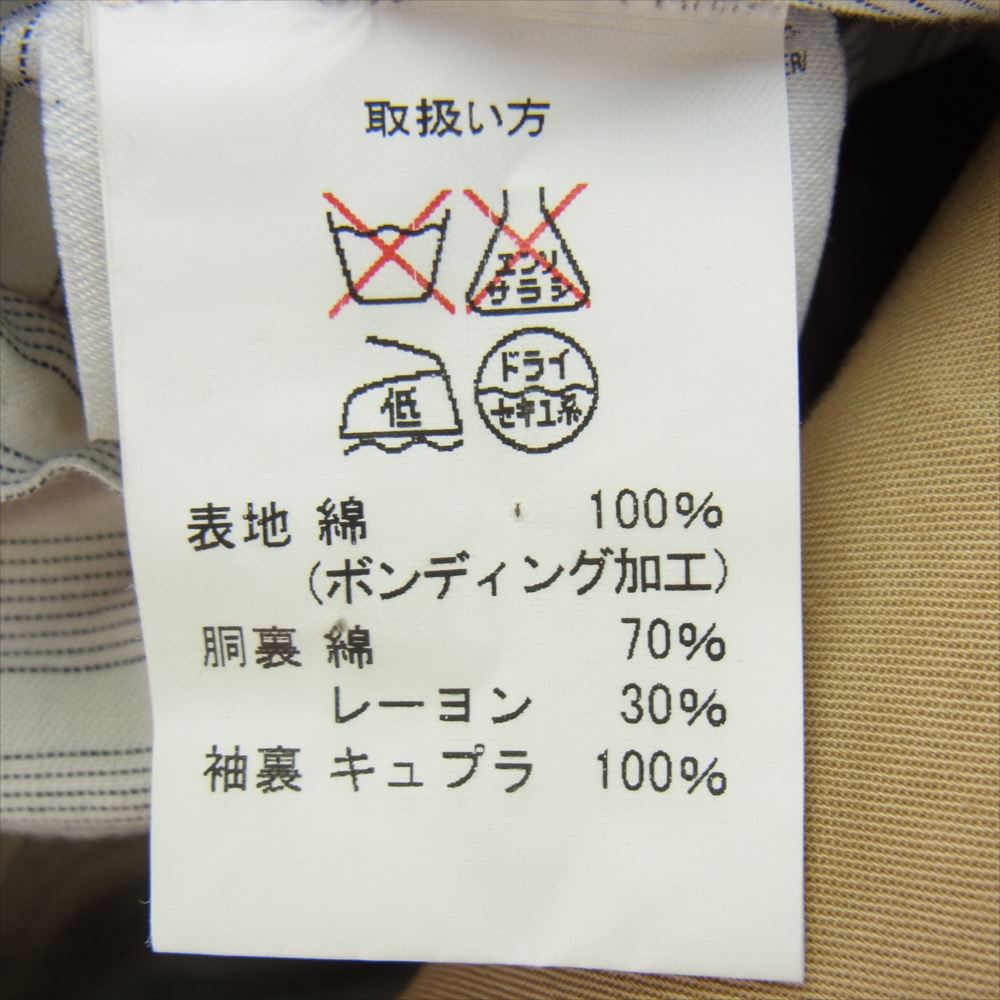 取扱い方
エンソ
サラシ
低
ドライ
セキユ系
表地 綿 100%
(ボンディング加工)
胴裏 綿 70%
レーヨン 30%
袖裏 キュプラ 100%